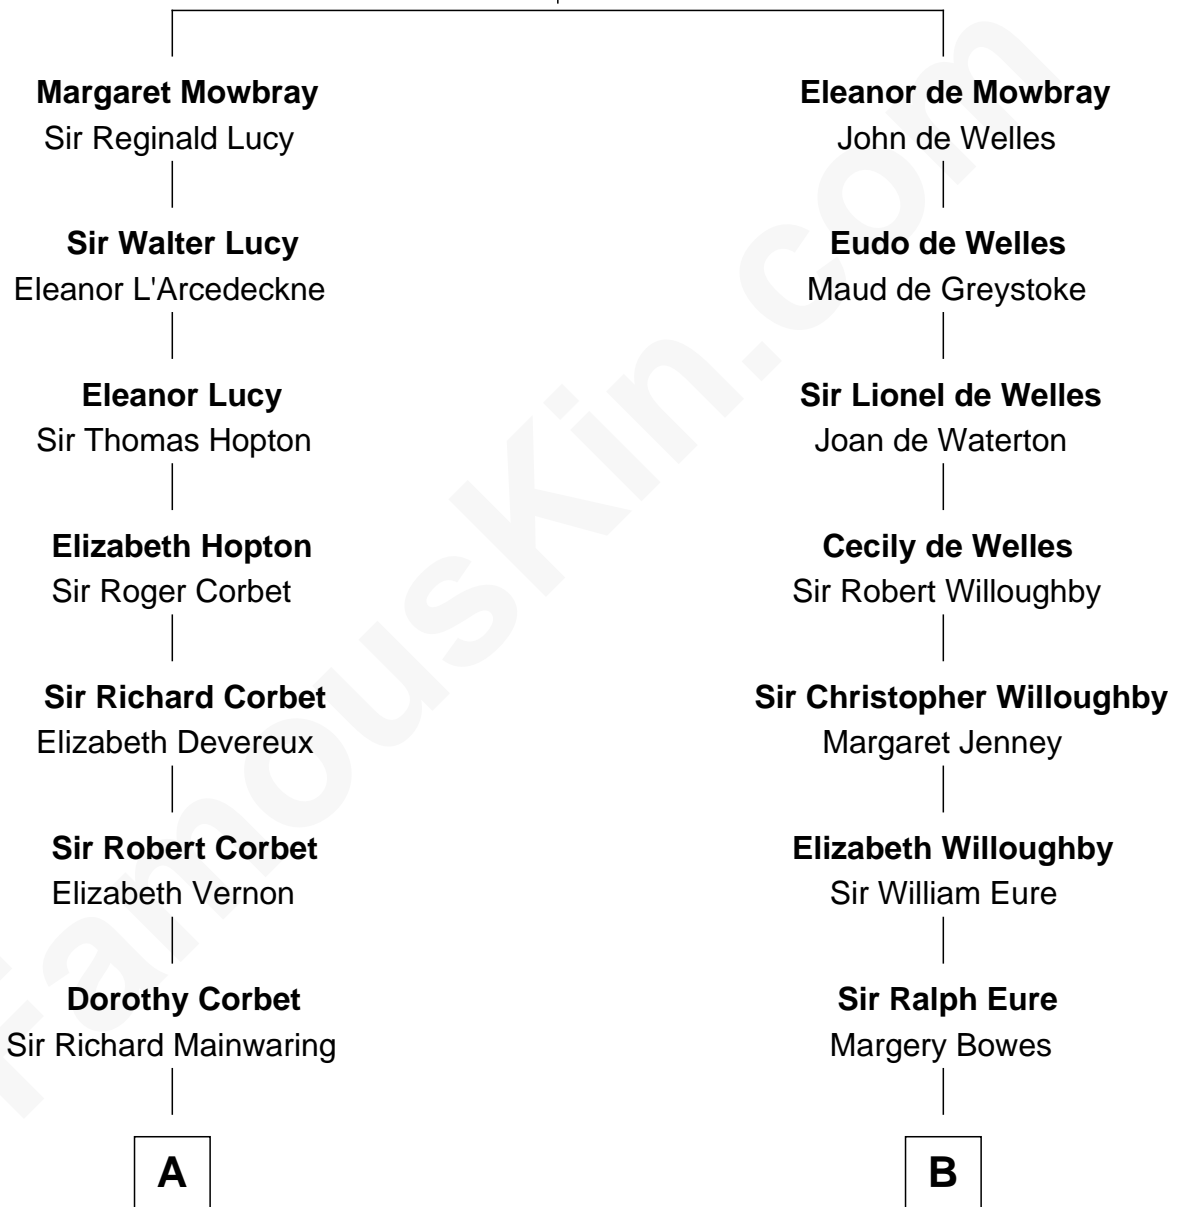 Margaret Mowbray
Sir Reginald Lucy
Sir Walter Lucy
Eleanor L'Arcedeckne
Eleanor Lucy
Sir Thomas Hopton
Elizabeth Hopton
Sir Roger Corbet
Sir Richard Corbet
Elizabeth Devereux
Sir Robert Corbet
Elizabeth Vernon
Dorothy Corbet
Sir Richard Mainwaring
A
Eleanor de Mowbray
John de Welles
Eudo de Welles
Maud de Greystoke
Sir Lionel de Welles
Joan de Waterton
Cecily de Welles
Sir Robert Willoughby
Sir Christopher Willoughby
Margaret Jenney
Elizabeth Willoughby
Sir William Eure
Sir Ralph Eure
Margery Bowes
B
FamousKin.com